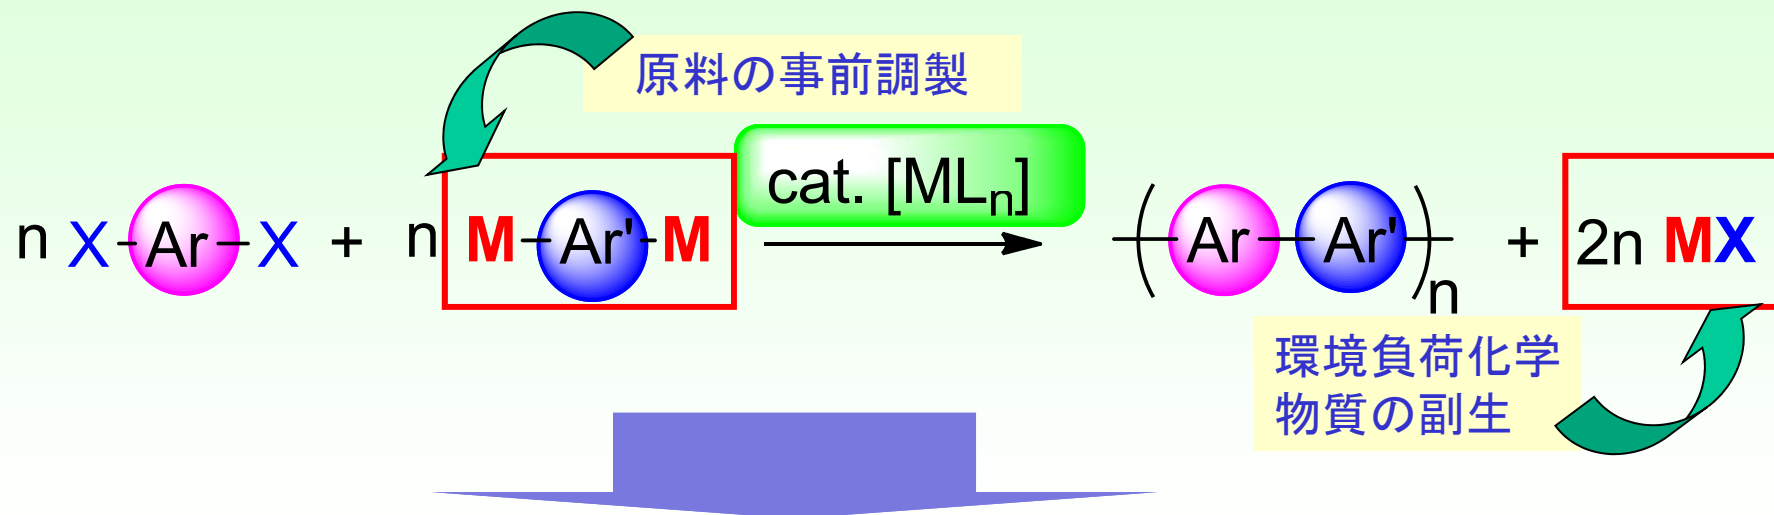 原料の事前調製
cat. [MLn]
n X-Ar-X + n M-Ar'-M → (Ar-Ar')n + 2n MX
環境負荷化学
物質の副生